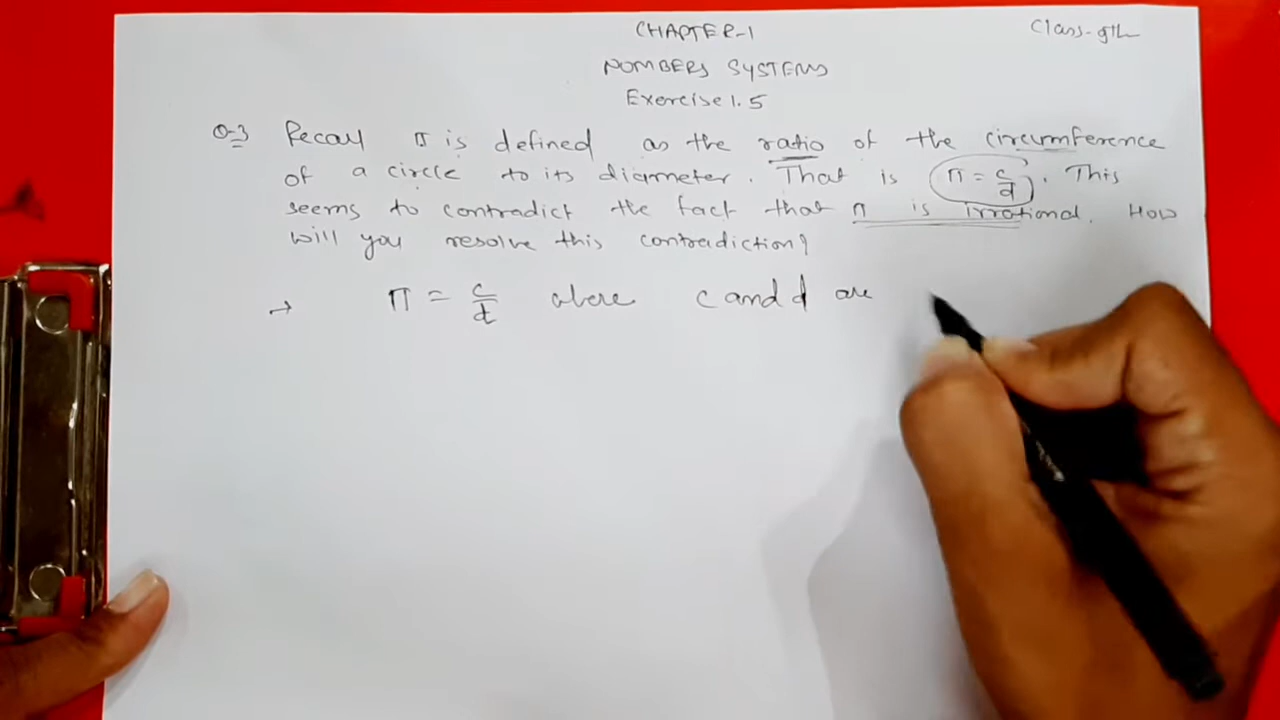 CHAPTER-1
Class-9th
NUMBERS SYSTEMS
Exercise 1.5
Q-3 Recall π is defined as the ratio of the circumference
of a circle to its diameter. That is π = c/d. This
seems to contradict the fact that π is irrational. How
will you resolve this contradiction?
→ π = c/d where c and d are